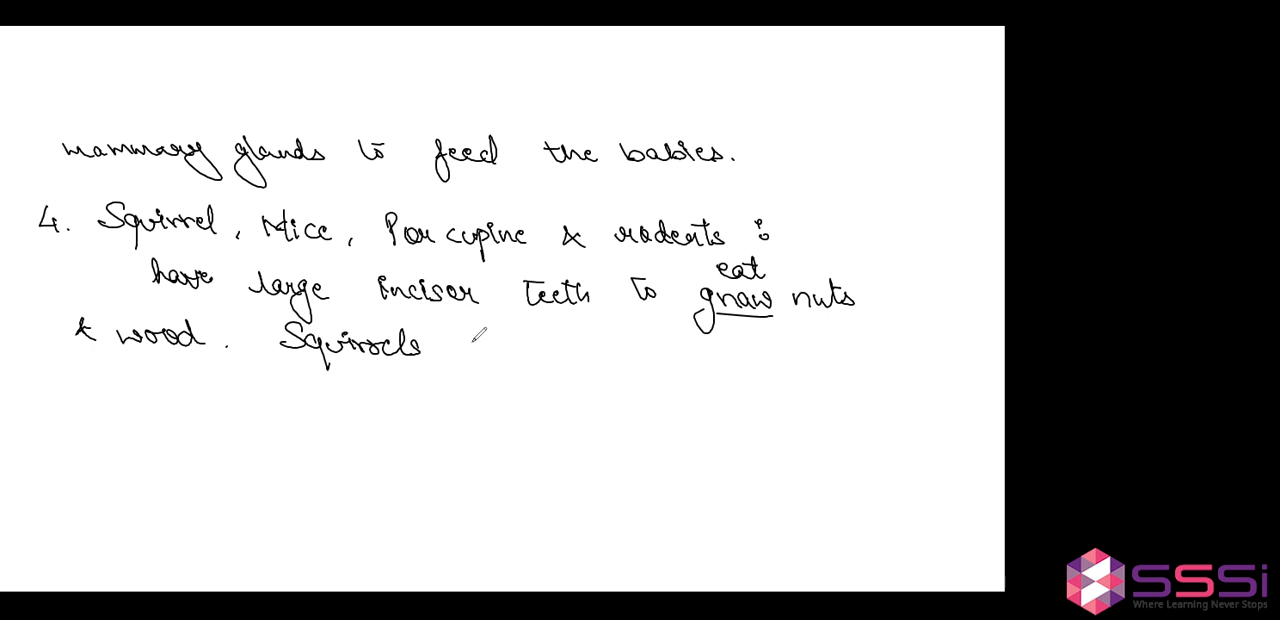 mammary glands to feed the babies.
4. Squirrel, Mice, Porcupine & rodents :
eat
have large incisor teeth to gnaw nuts
& wood. Squirrels
SSSi
Where Learning Never Stops